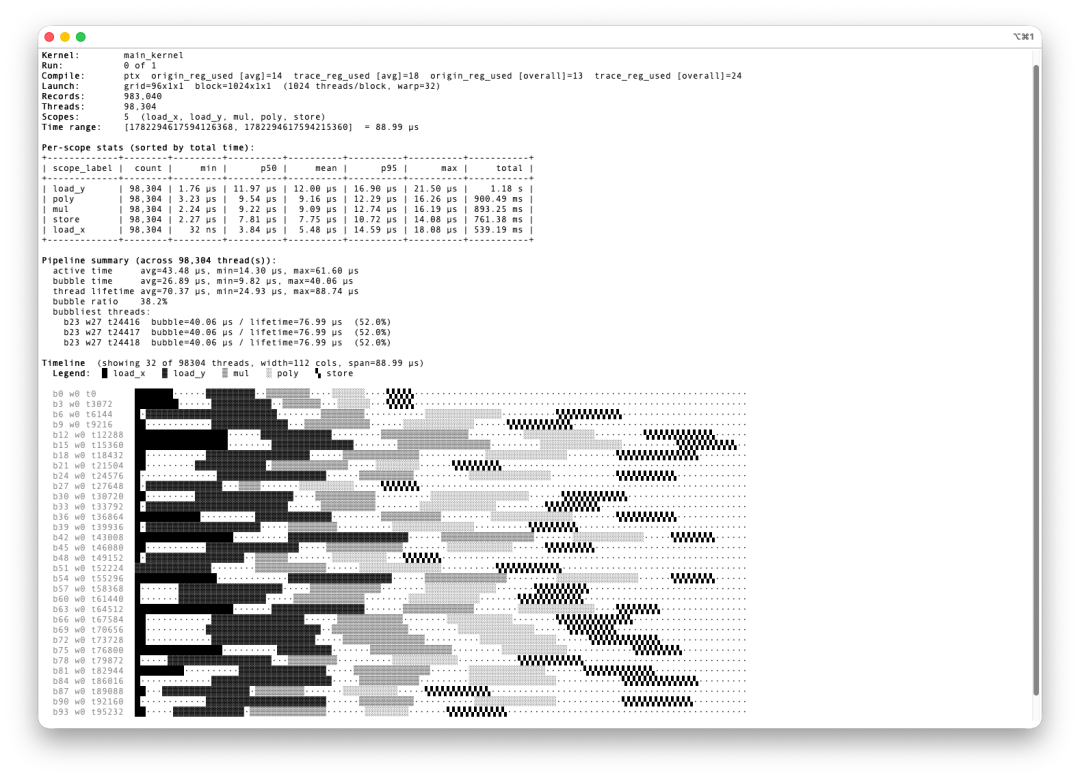 ⌥⌘1
Kernel: main_kernel
Run: 0 of 1
Compile: ptx origin_reg_used [avg]=14 trace_reg_used [avg]=18 origin_reg_used [overall]=13 trace_reg_used [overall]=24
Launch: grid=96x1x1 block=1024x1x1 (1024 threads/block, warp=32)
Records: 983,040
Threads: 98,304
Scopes: 5 (load_x, load_y, mul, poly, store)
Time range: [1782294617594126368, 1782294617594215360] = 88.99 µs
Per-scope stats (sorted by total time):
+-------------+--------+----------+----------+----------+----------+----------+-----------+
| scope_label | count | min | p50 | mean | p95 | max | total |
+-------------+--------+----------+----------+----------+----------+----------+-----------+
| load_y | 98,304 | 1.76 µs | 11.97 µs | 12.00 µs | 16.90 µs | 21.50 µs | 1.18 s |
| poly | 98,304 | 3.23 µs | 9.54 µs | 9.16 µs | 12.29 µs | 16.26 µs | 900.49 ms |
| mul | 98,304 | 2.24 µs | 9.22 µs | 9.09 µs | 12.74 µs | 16.19 µs | 893.25 ms |
| store | 98,304 | 2.27 µs | 7.81 µs | 7.75 µs | 10.72 µs | 14.08 µs | 761.38 ms |
| load_x | 98,304 | 32 ns | 3.84 µs | 5.48 µs | 14.59 µs | 18.08 µs | 539.19 ms |
+-------------+--------+----------+----------+----------+----------+----------+-----------+
Pipeline summary (across 98,304 thread(s)):
active time avg=43.48 µs, min=14.30 µs, max=61.60 µs
bubble time avg=26.89 µs, min=9.82 µs, max=40.06 µs
thread lifetime avg=70.37 µs, min=24.93 µs, max=88.74 µs
bubble ratio 38.2%
bubbliest threads:
b23 w27 t24416 bubble=40.06 µs / lifetime=76.99 µs (52.0%)
b23 w27 t24417 bubble=40.06 µs / lifetime=76.99 µs (52.0%)
b23 w27 t24418 bubble=40.06 µs / lifetime=76.99 µs (52.0%)
Timeline (showing 32 of 98304 threads, width=112 cols, span=88.99 µs)
Legend: █ load_x ▓ load_y ▒ mul ░ poly ▚ store
b0 w0 t0
b3 w0 t3072
b6 w0 t6144
b9 w0 t9216
b12 w0 t12288
b15 w0 t15360
b18 w0 t18432
b21 w0 t21504
b24 w0 t24576
b27 w0 t27648
b30 w0 t30720
b33 w0 t33792
b36 w0 t36864
b39 w0 t39936
b42 w0 t43008
b45 w0 t46080
b48 w0 t49152
b51 w0 t52224
b54 w0 t55296
b57 w0 t58368
b60 w0 t61440
b63 w0 t64512
b66 w0 t67584
b69 w0 t70656
b72 w0 t73728
b75 w0 t76800
b78 w0 t79872
b81 w0 t82944
b84 w0 t86016
b87 w0 t89088
b90 w0 t92160
b93 w0 t95232